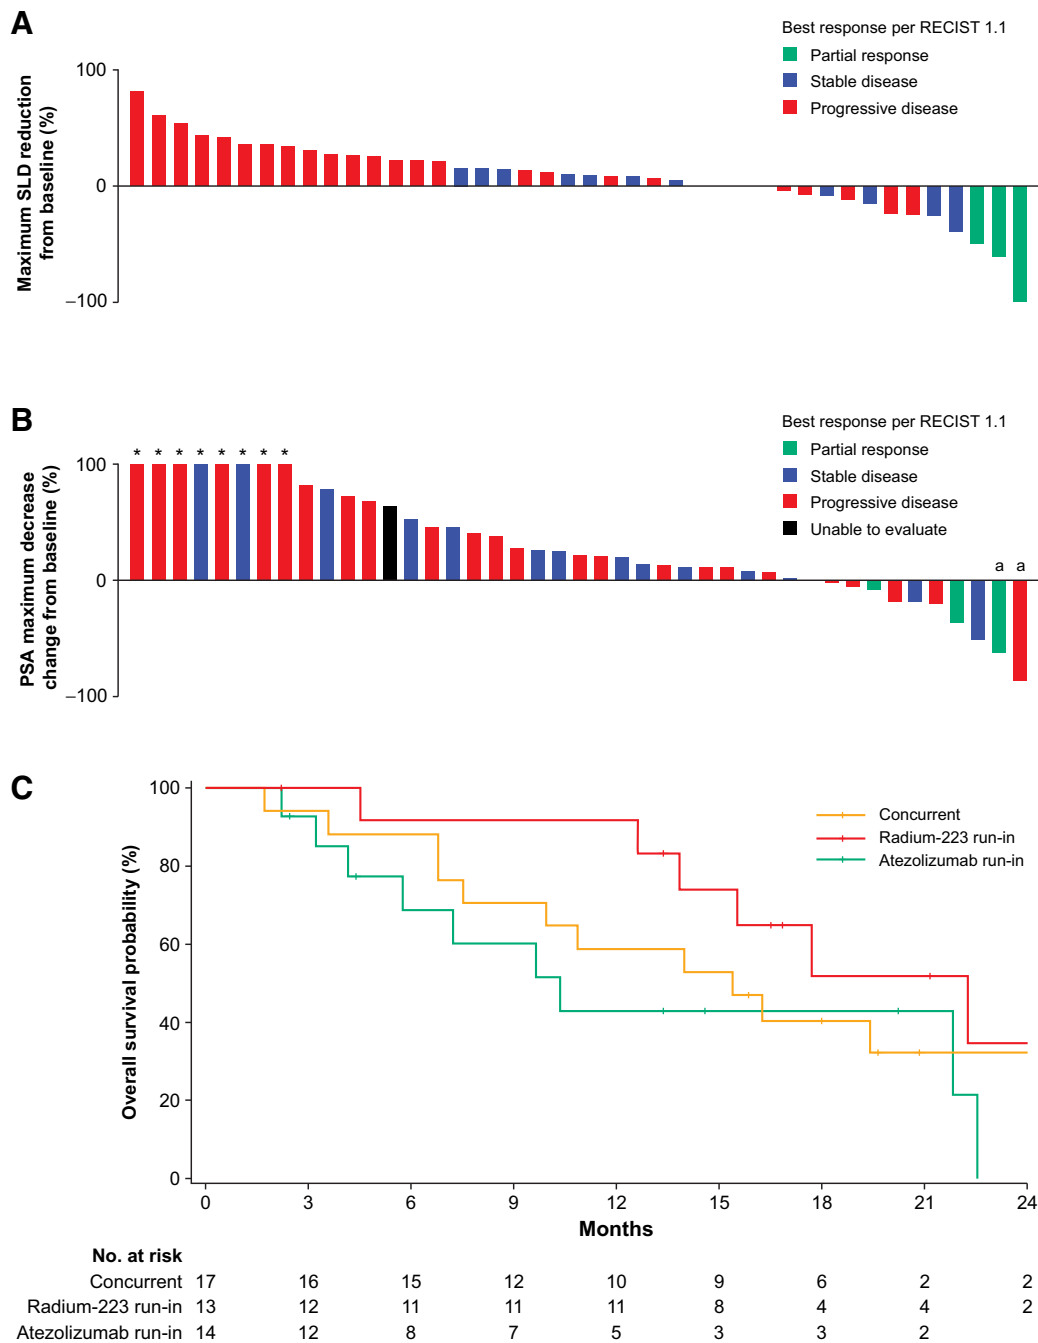 A
Best response per RECIST 1.1
Partial response
Stable disease
Progressive disease
Maximum SLD reduction
from baseline (%)
100
0
−100
B
Best response per RECIST 1.1
Partial response
Stable disease
Progressive disease
Unable to evaluate
PSA maximum decrease
change from baseline (%)
100
0
−100
* * * * * * * *
a a
C
Overall survival probability (%)
100
80
60
40
20
0
Concurrent
Radium-223 run-in
Atezolizumab run-in
0 3 6 9 12 15 18 21 24
Months
No. at risk
Concurrent 17 16 15 12 10 9 6 2 2
Radium-223 run-in 13 12 11 11 11 8 4 4 2
Atezolizumab run-in 14 12 8 7 5 3 3 2